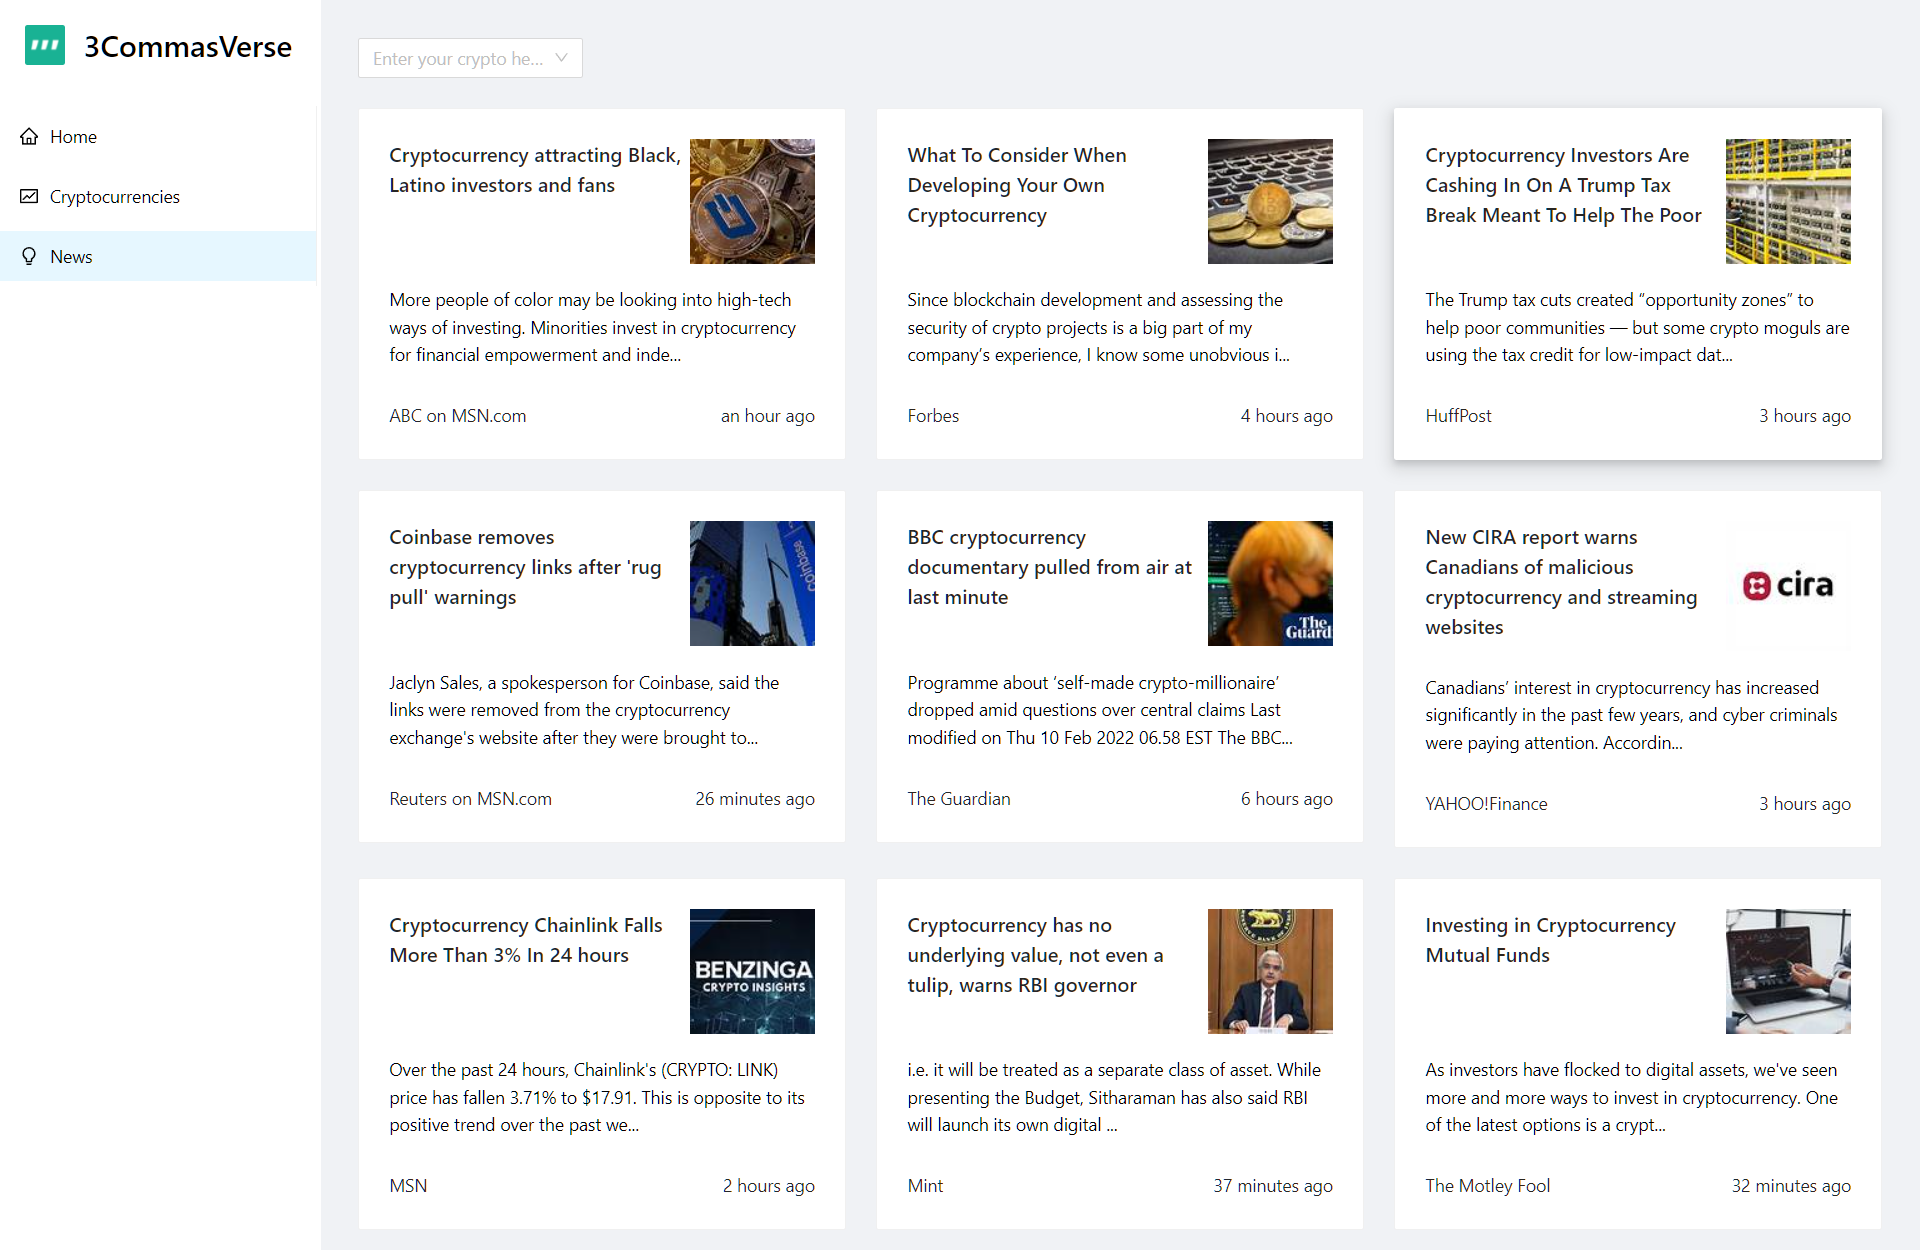 3CommasVerse
Home
Cryptocurrencies
News
Enter your crypto he...
Cryptocurrency attracting Black,
Latino investors and fans
More people of color may be looking into high-tech
ways of investing. Minorities invest in cryptocurrency
for financial empowerment and inde...
ABC on MSN.com
an hour ago
What To Consider When
Developing Your Own
Cryptocurrency
Since blockchain development and assessing the
security of crypto projects is a big part of my
company’s experience, I know some unobvious i...
Forbes
4 hours ago
Cryptocurrency Investors Are
Cashing In On A Trump Tax
Break Meant To Help The Poor
The Trump tax cuts created “opportunity zones” to
help poor communities — but some crypto moguls are
using the tax credit for low-impact dat...
HuffPost
3 hours ago
Coinbase removes
cryptocurrency links after 'rug
pull' warnings
coinbase
Jaclyn Sales, a spokesperson for Coinbase, said the
links were removed from the cryptocurrency
exchange's website after they were brought to...
Reuters on MSN.com
26 minutes ago
BBC cryptocurrency
documentary pulled from air at
last minute
The
Guard
Programme about ‘self-made crypto-millionaire’
dropped amid questions over central claims Last
modified on Thu 10 Feb 2022 06.58 EST The BBC...
The Guardian
6 hours ago
New CIRA report warns
Canadians of malicious
cryptocurrency and streaming
websites
cira
Canadians’ interest in cryptocurrency has increased
significantly in the past few years, and cyber criminals
were paying attention. Accordin...
YAHOO!Finance
3 hours ago
Cryptocurrency Chainlink Falls
More Than 3% In 24 hours
BENZINGA
CRYPTO INSIGHTS
Over the past 24 hours, Chainlink's (CRYPTO: LINK)
price has fallen 3.71% to $17.91. This is opposite to its
positive trend over the past we...
MSN
2 hours ago
Cryptocurrency has no
underlying value, not even a
tulip, warns RBI governor
i.e. it will be treated as a separate class of asset. While
presenting the Budget, Sitharaman has also said RBI
will launch its own digital ...
Mint
37 minutes ago
Investing in Cryptocurrency
Mutual Funds
As investors have flocked to digital assets, we've seen
more and more ways to invest in cryptocurrency. One
of the latest options is a crypt...
The Motley Fool
32 minutes ago